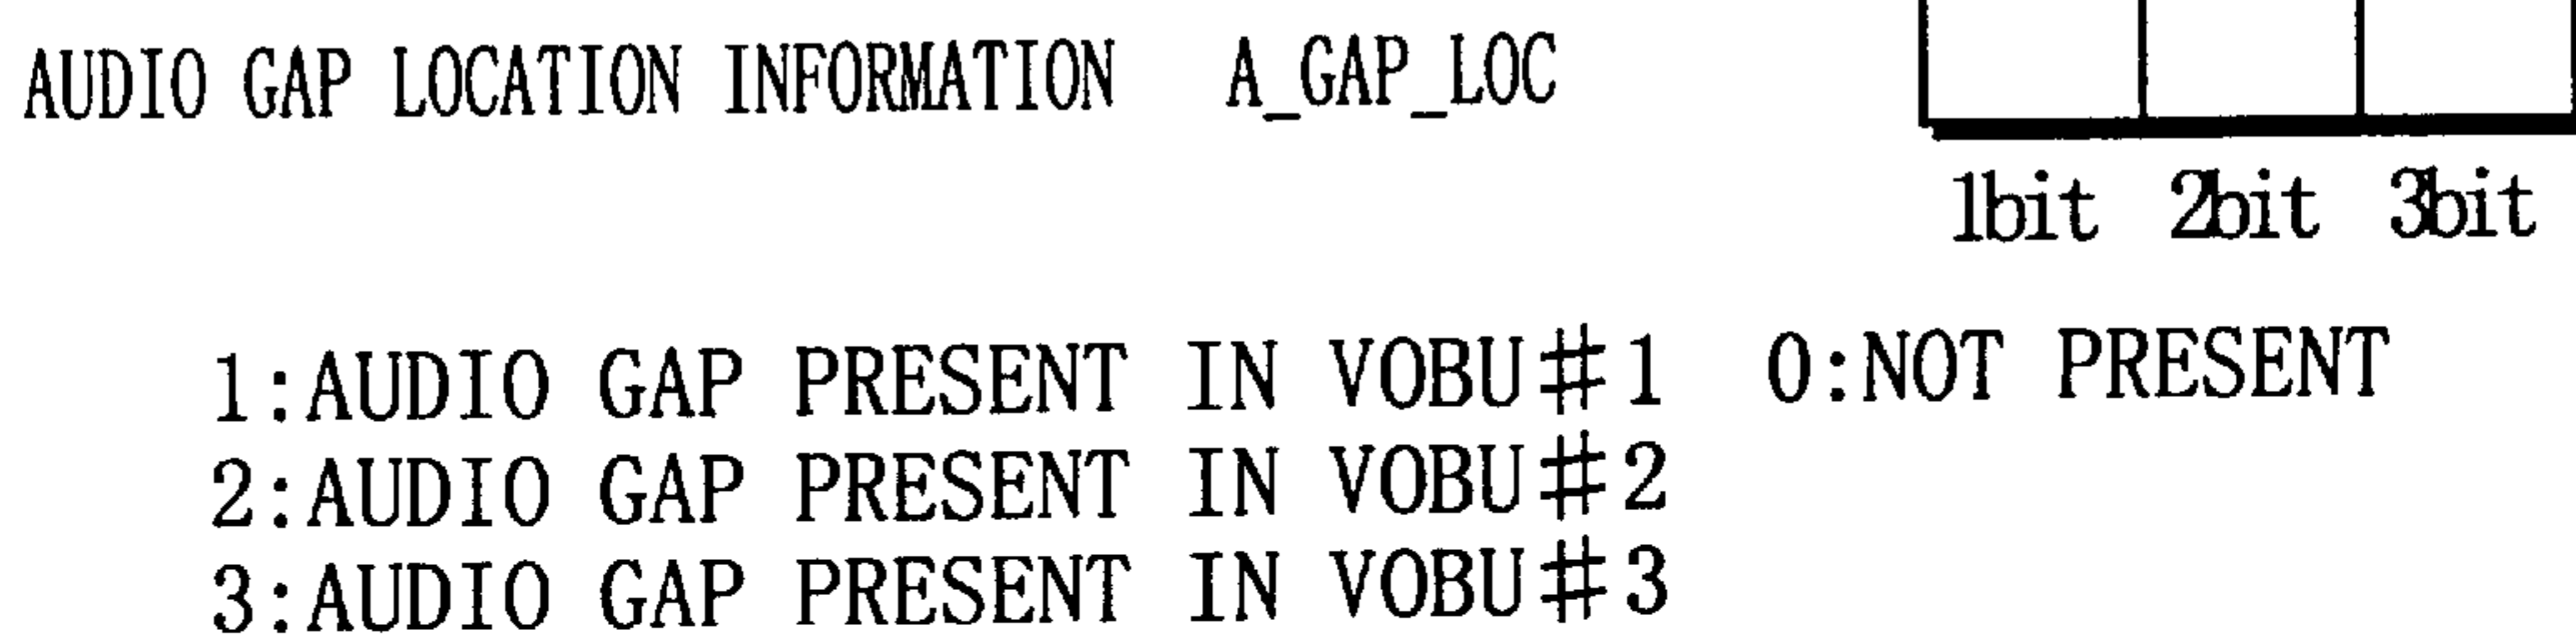 AUDIO GAP LOCATION INFORMATION A_GAP_LOC
1bit 2bit 3bit
1:AUDIO GAP PRESENT IN VOBU#1 0:NOT PRESENT
2:AUDIO GAP PRESENT IN VOBU#2
3:AUDIO GAP PRESENT IN VOBU#3